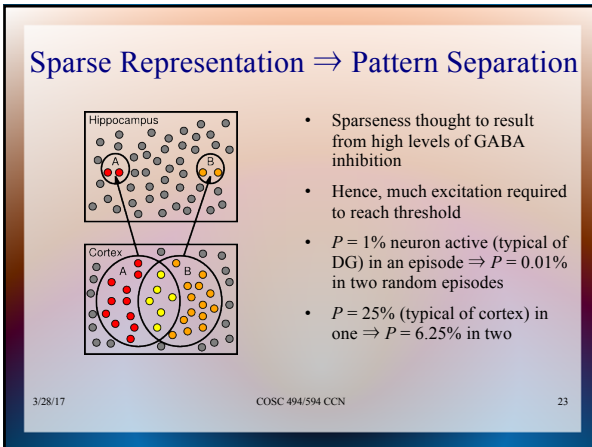 Sparse Representation ⇒ Pattern Separation
Hippocampus
A
B
Cortex
A
B
• Sparseness thought to result
from high levels of GABA
inhibition
• Hence, much excitation required
to reach threshold
• P = 1% neuron active (typical of
DG) in an episode ⇒ P = 0.01%
in two random episodes
• P = 25% (typical of cortex) in
one ⇒ P = 6.25% in two
3/28/17
COSC 494/594 CCN
23